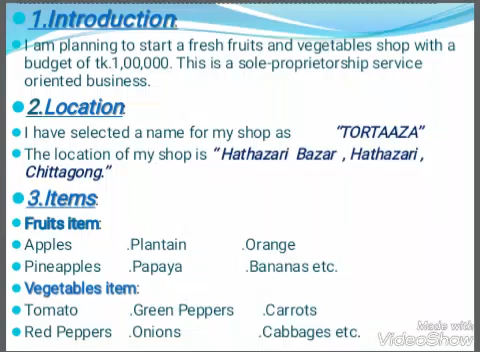 1.Introduction:
I am planning to start a fresh fruits and vegetables shop with a
budget of tk.1,00,000. This is a sole-proprietorship service
oriented business.
2.Location:
I have selected a name for my shop as "TORTAAZA"
The location of my shop is "Hathazari Bazar , Hathazari ,
Chittagong."
3.Items:
Fruits item:
Apples .Plantain .Orange
Pineapples .Papaya .Bananas etc.
Vegetables item:
Tomato .Green Peppers .Carrots
Red Peppers .Onions .Cabbages etc.
Made with
VideoShow